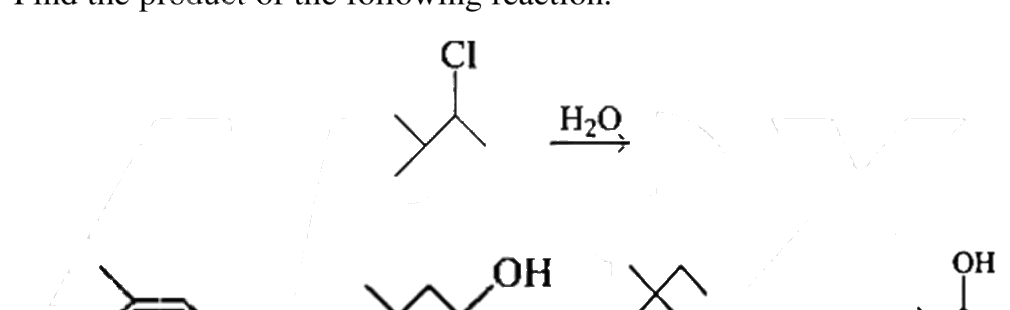 Find the product of the following reaction.
Cl
H₂O
OH
OH